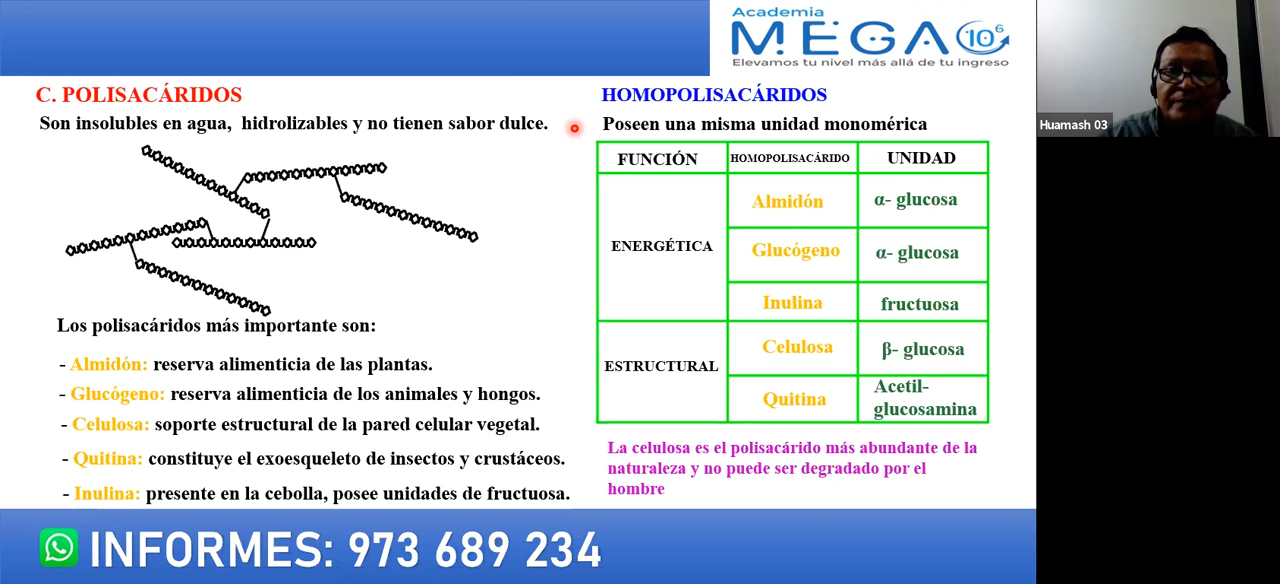 Academia
MEGA 10⁶
Elevamos tu nivel más allá de tu ingreso
Huamash 03
C. POLISACÁRIDOS
Son insolubles en agua, hidrolizables y no tienen sabor dulce.
Los polisacáridos más importante son:
- Almidón: reserva alimenticia de las plantas.
- Glucógeno: reserva alimenticia de los animales y hongos.
- Celulosa: soporte estructural de la pared celular vegetal.
- Quitina: constituye el exoesqueleto de insectos y crustáceos.
- Inulina: presente en la cebolla, posee unidades de fructuosa.
HOMOPOLISACÁRIDOS
Poseen una misma unidad monomérica
FUNCIÓN HOMOPOLISACÁRIDO UNIDAD
ENERGÉTICA
Almidón α- glucosa
Glucógeno α- glucosa
Inulina fructuosa
ESTRUCTURAL
Celulosa β- glucosa
Quitina Acetil-
glucosamina
La celulosa es el polisacárido más abundante de la
naturaleza y no puede ser degradado por el
hombre
INFORMES: 973 689 234